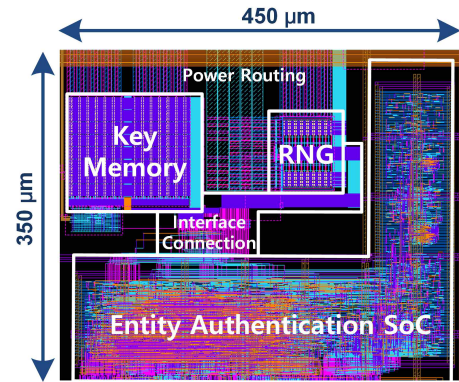 450 μm
Power Routing
Key
Memory
RNG
350 μm
Interface
Connection
Entity Authentication SoC